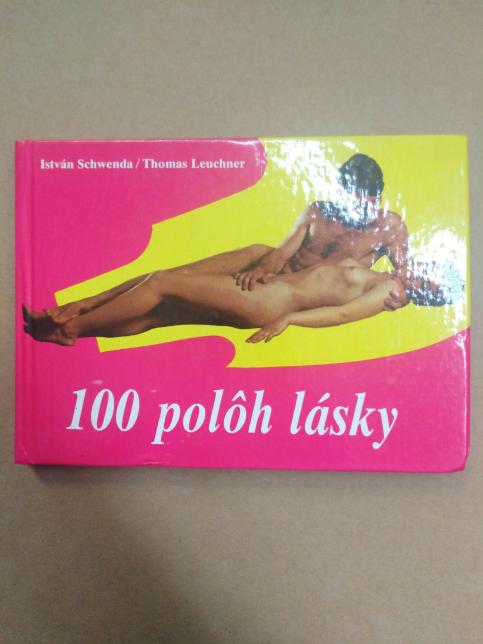 István Schwenda / Thomas Leuchner
100 polôh lásky